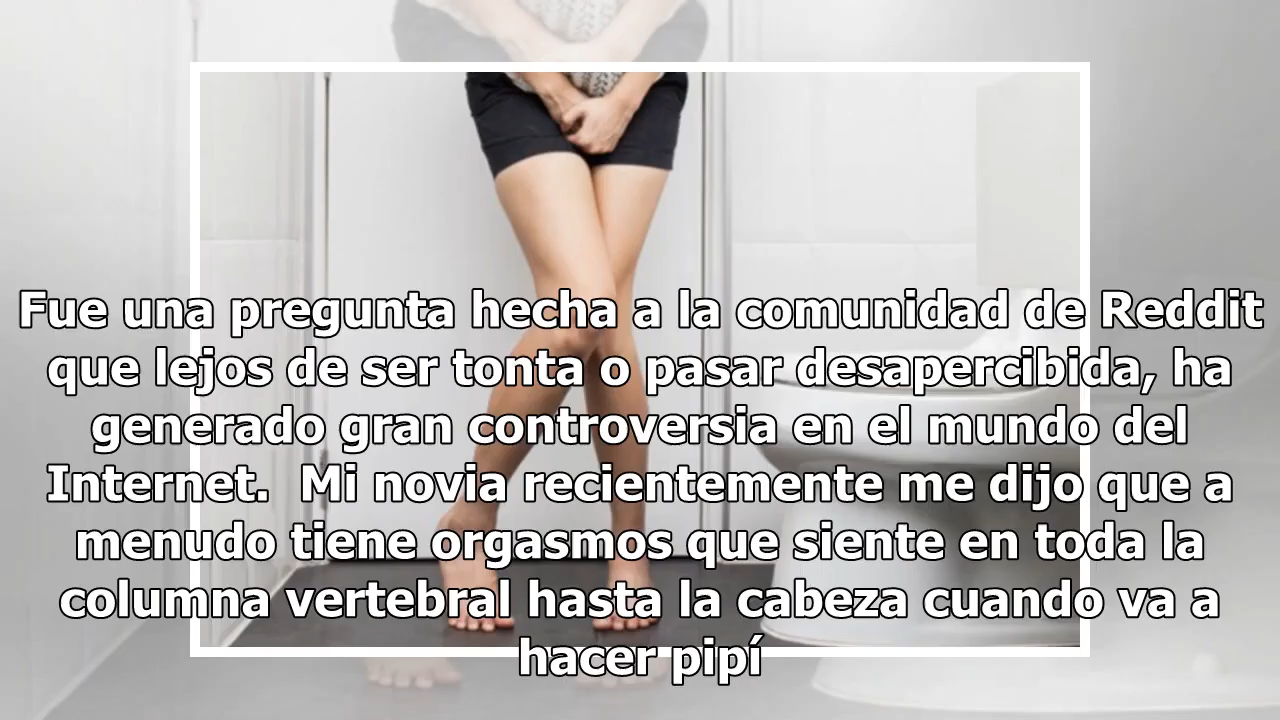 Fue una pregunta hecha a la comunidad de Reddit
que lejos de ser tonta o pasar desapercibida, ha
generado gran controversia en el mundo del
Internet.  Mi novia recientemente me dijo que a
menudo tiene orgasmos que siente en toda la
columna vertebral hasta la cabeza cuando va a
hacer pipí